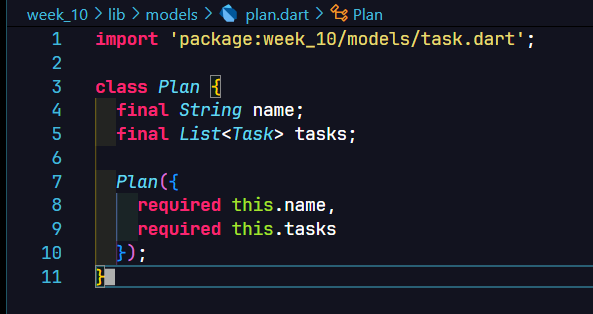 week_10 > lib > models > plan.dart > Plan
1 import 'package:week_10/models/task.dart';
2
3 class Plan {
4 final String name;
5 final List<Task> tasks;
6
7 Plan({
8 required this.name,
9 required this.tasks
10 });
11 }